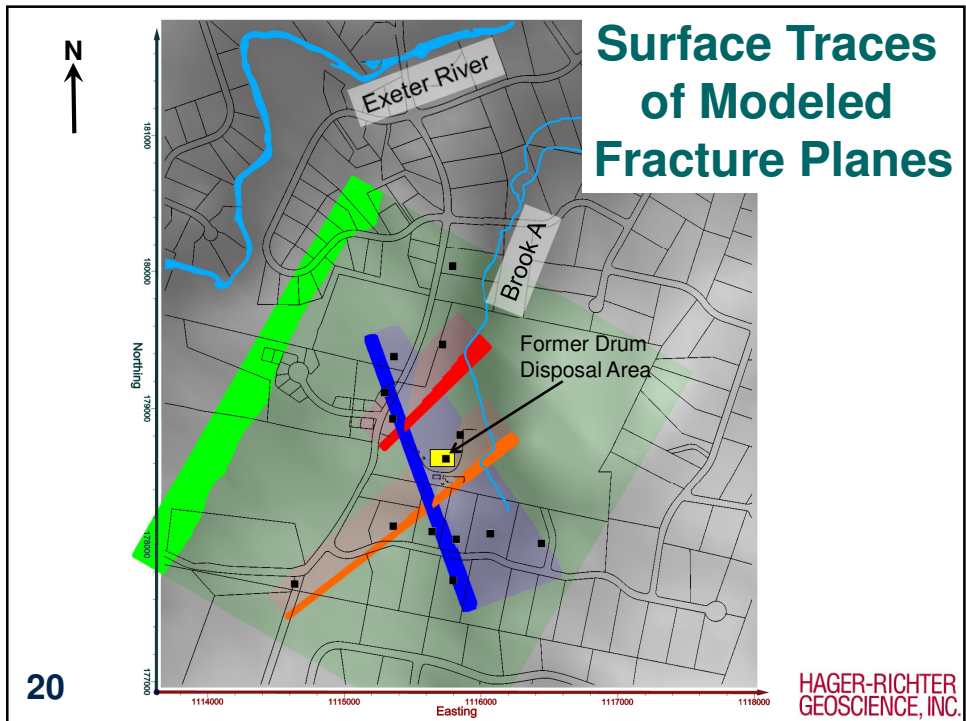 Surface Traces
of Modeled
Fracture Planes
N
Exeter River
Brook A
Former Drum
Disposal Area
Northing
181000
180000
179000
178000
177000
1114000
1115000
1116000
1117000
1118000
Easting
20
HAGER-RICHTER
GEOSCIENCE, INC.